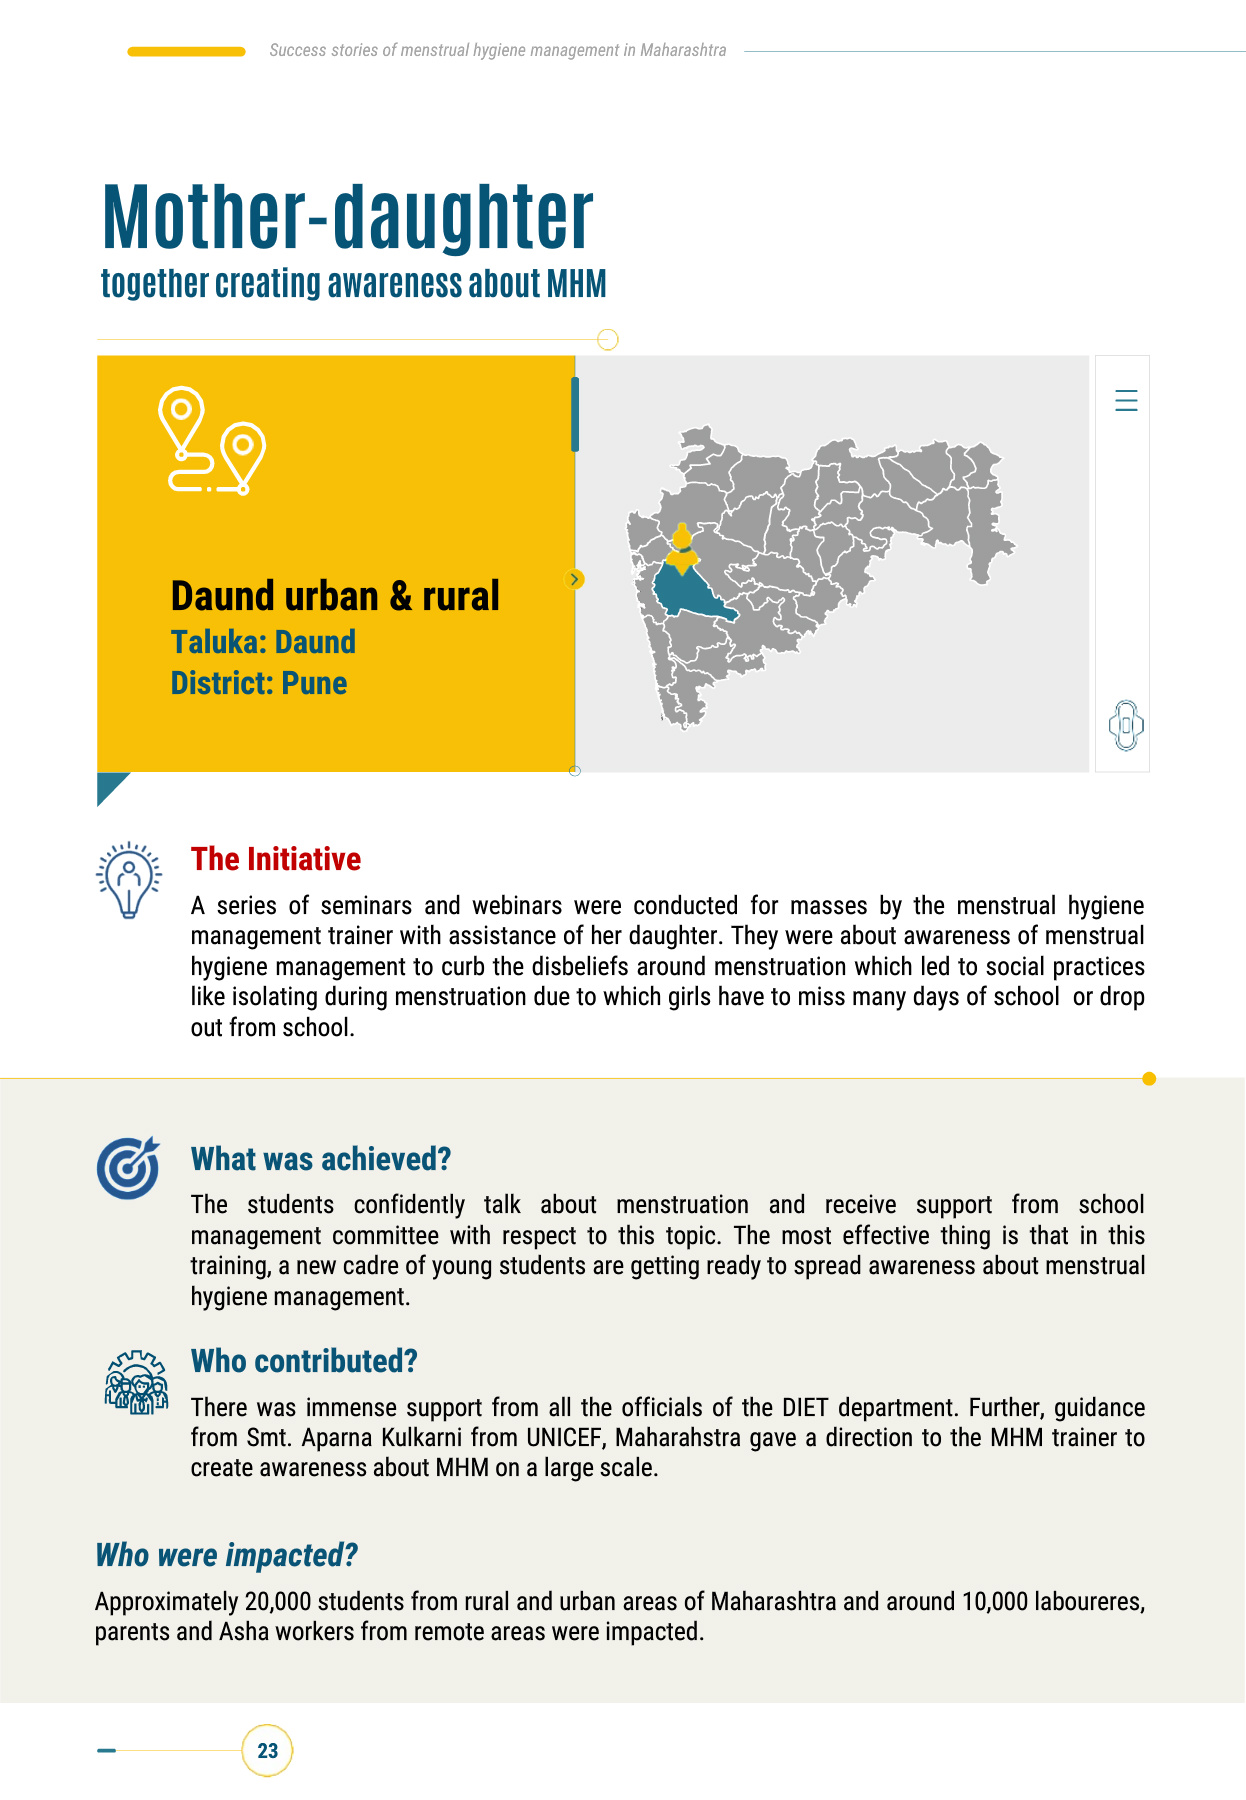 Success stories of menstrual hygiene management in Maharashtra
Mother-daughter
together creating awareness about MHM
Daund urban & rural
Taluka: Daund
District: Pune
The Initiative
A series of seminars and webinars were conducted for masses by the menstrual hygiene
management trainer with assistance of her daughter. They were about awareness of menstrual
hygiene management to curb the disbeliefs around menstruation which led to social practices
like isolating during menstruation due to which girls have to miss many days of school or drop
out from school.
What was achieved?
The students confidently talk about menstruation and receive support from school
management committee with respect to this topic. The most effective thing is that in this
training, a new cadre of young students are getting ready to spread awareness about menstrual
hygiene management.
Who contributed?
There was immense support from all the officials of the DIET department. Further, guidance
from Smt. Aparna Kulkarni from UNICEF, Maharahstra gave a direction to the MHM trainer to
create awareness about MHM on a large scale.
Who were impacted?
Approximately 20,000 students from rural and urban areas of Maharashtra and around 10,000 laboureres,
parents and Asha workers from remote areas were impacted.
23